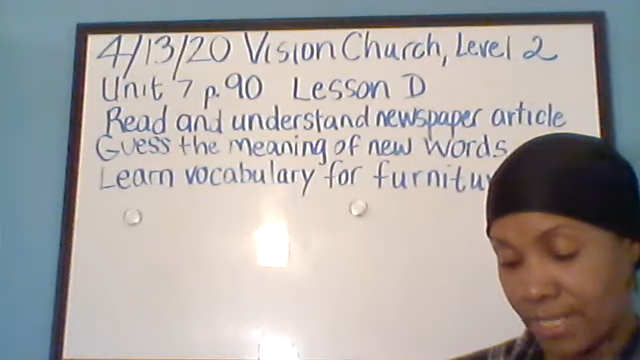 4/13/20 Vision Church, Level 2
Unit 7 p.90 Lesson D
Read and understand newspaper article
Guess the meaning of new words
Learn vocabulary for